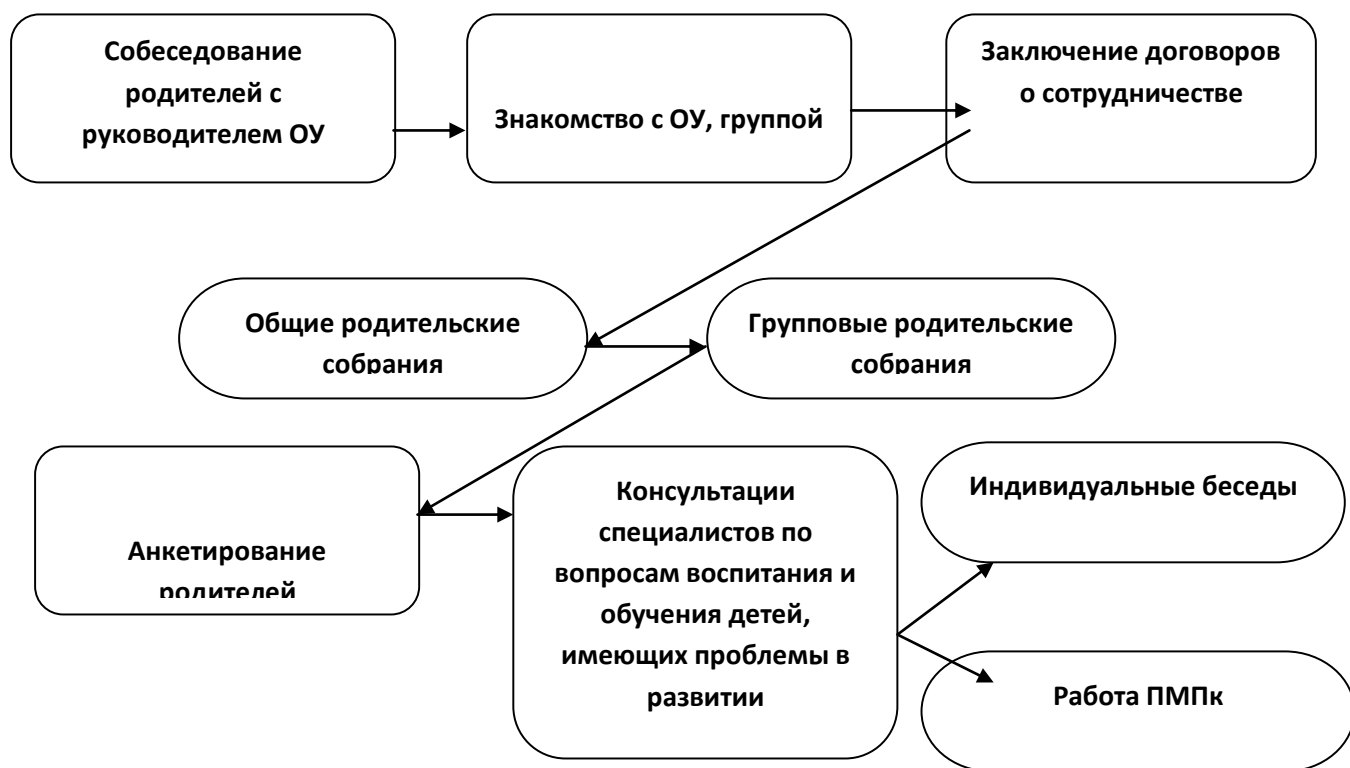 Собеседование
родителей с
руководителем ОУ
Знакомство с ОУ, группой
Заключение договоров
о сотрудничестве
Общие родительские
собрания
Групповые родительские
собрания
Анкетирование
родителей
Консультации
специалистов по
вопросам воспитания и
обучения детей,
имеющих проблемы в
развитии
Индивидуальные беседы
Работа ПМПк